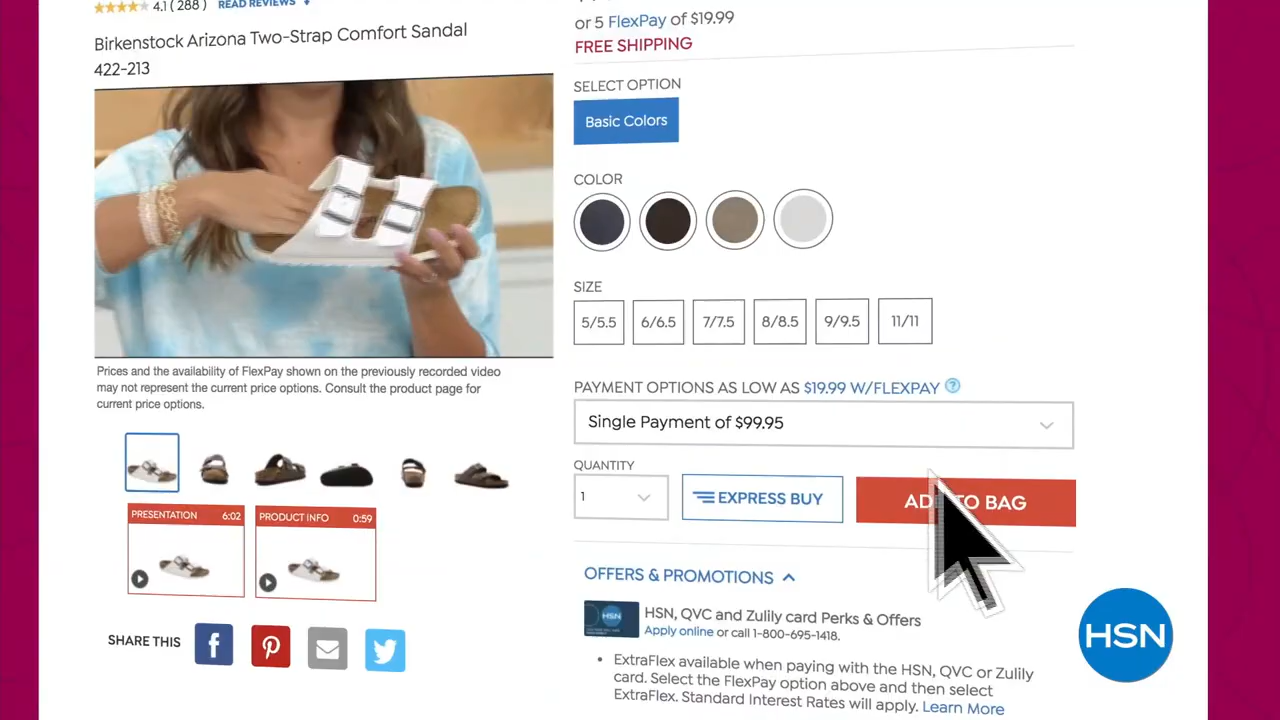 4.1 ( 288 ) READ REVIEWS
Birkenstock Arizona Two-Strap Comfort Sandal
422-213
Prices and the availability of FlexPay shown on the previously recorded video
may not represent the current price options. Consult the product page for
current price options.
PRESENTATION 6:02
PRODUCT INFO 0:59
SHARE THIS
or 5 FlexPay of $19.99
FREE SHIPPING
SELECT OPTION
Basic Colors
COLOR
SIZE
5/5.5 6/6.5 7/7.5 8/8.5 9/9.5 11/11
PAYMENT OPTIONS AS LOW AS $19.99 W/FLEXPAY ?
Single Payment of $99.95
QUANTITY
1
EXPRESS BUY
ADD TO BAG
OFFERS & PROMOTIONS
HSN
HSN, QVC and Zulily card Perks & Offers
Apply online or call 1-800-695-1418.
• ExtraFlex available when paying with the HSN, QVC or Zulily
card. Select the FlexPay option above and then select
ExtraFlex. Standard Interest Rates will apply. Learn More
HSN